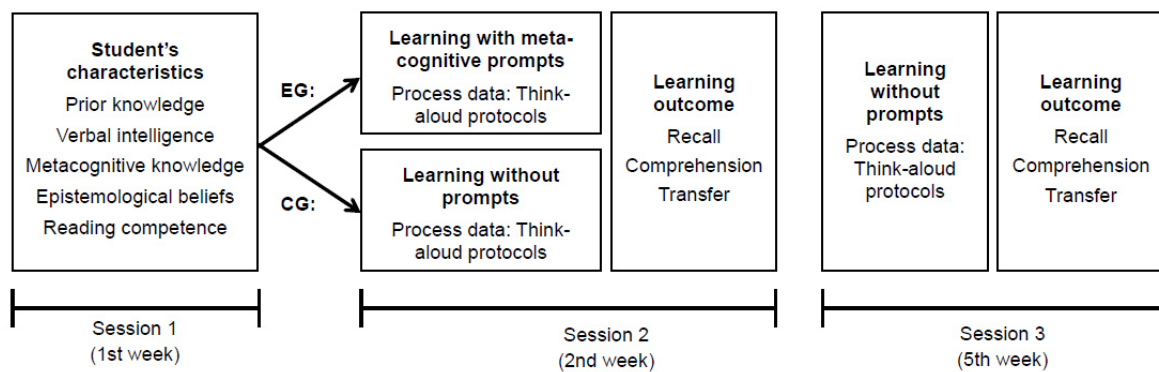 Student's
characteristics
Prior knowledge
Verbal intelligence
Metacognitive knowledge
Epistemological beliefs
Reading competence
EG:
CG:
Learning with meta-
cognitive prompts
Process data: Think-
aloud protocols
Learning without
prompts
Process data: Think-
aloud protocols
Learning
outcome
Recall
Comprehension
Transfer
Learning
without
prompts
Process data:
Think-aloud
protocols
Learning
outcome
Recall
Comprehension
Transfer
Session 1
(1st week)
Session 2
(2nd week)
Session 3
(5th week)